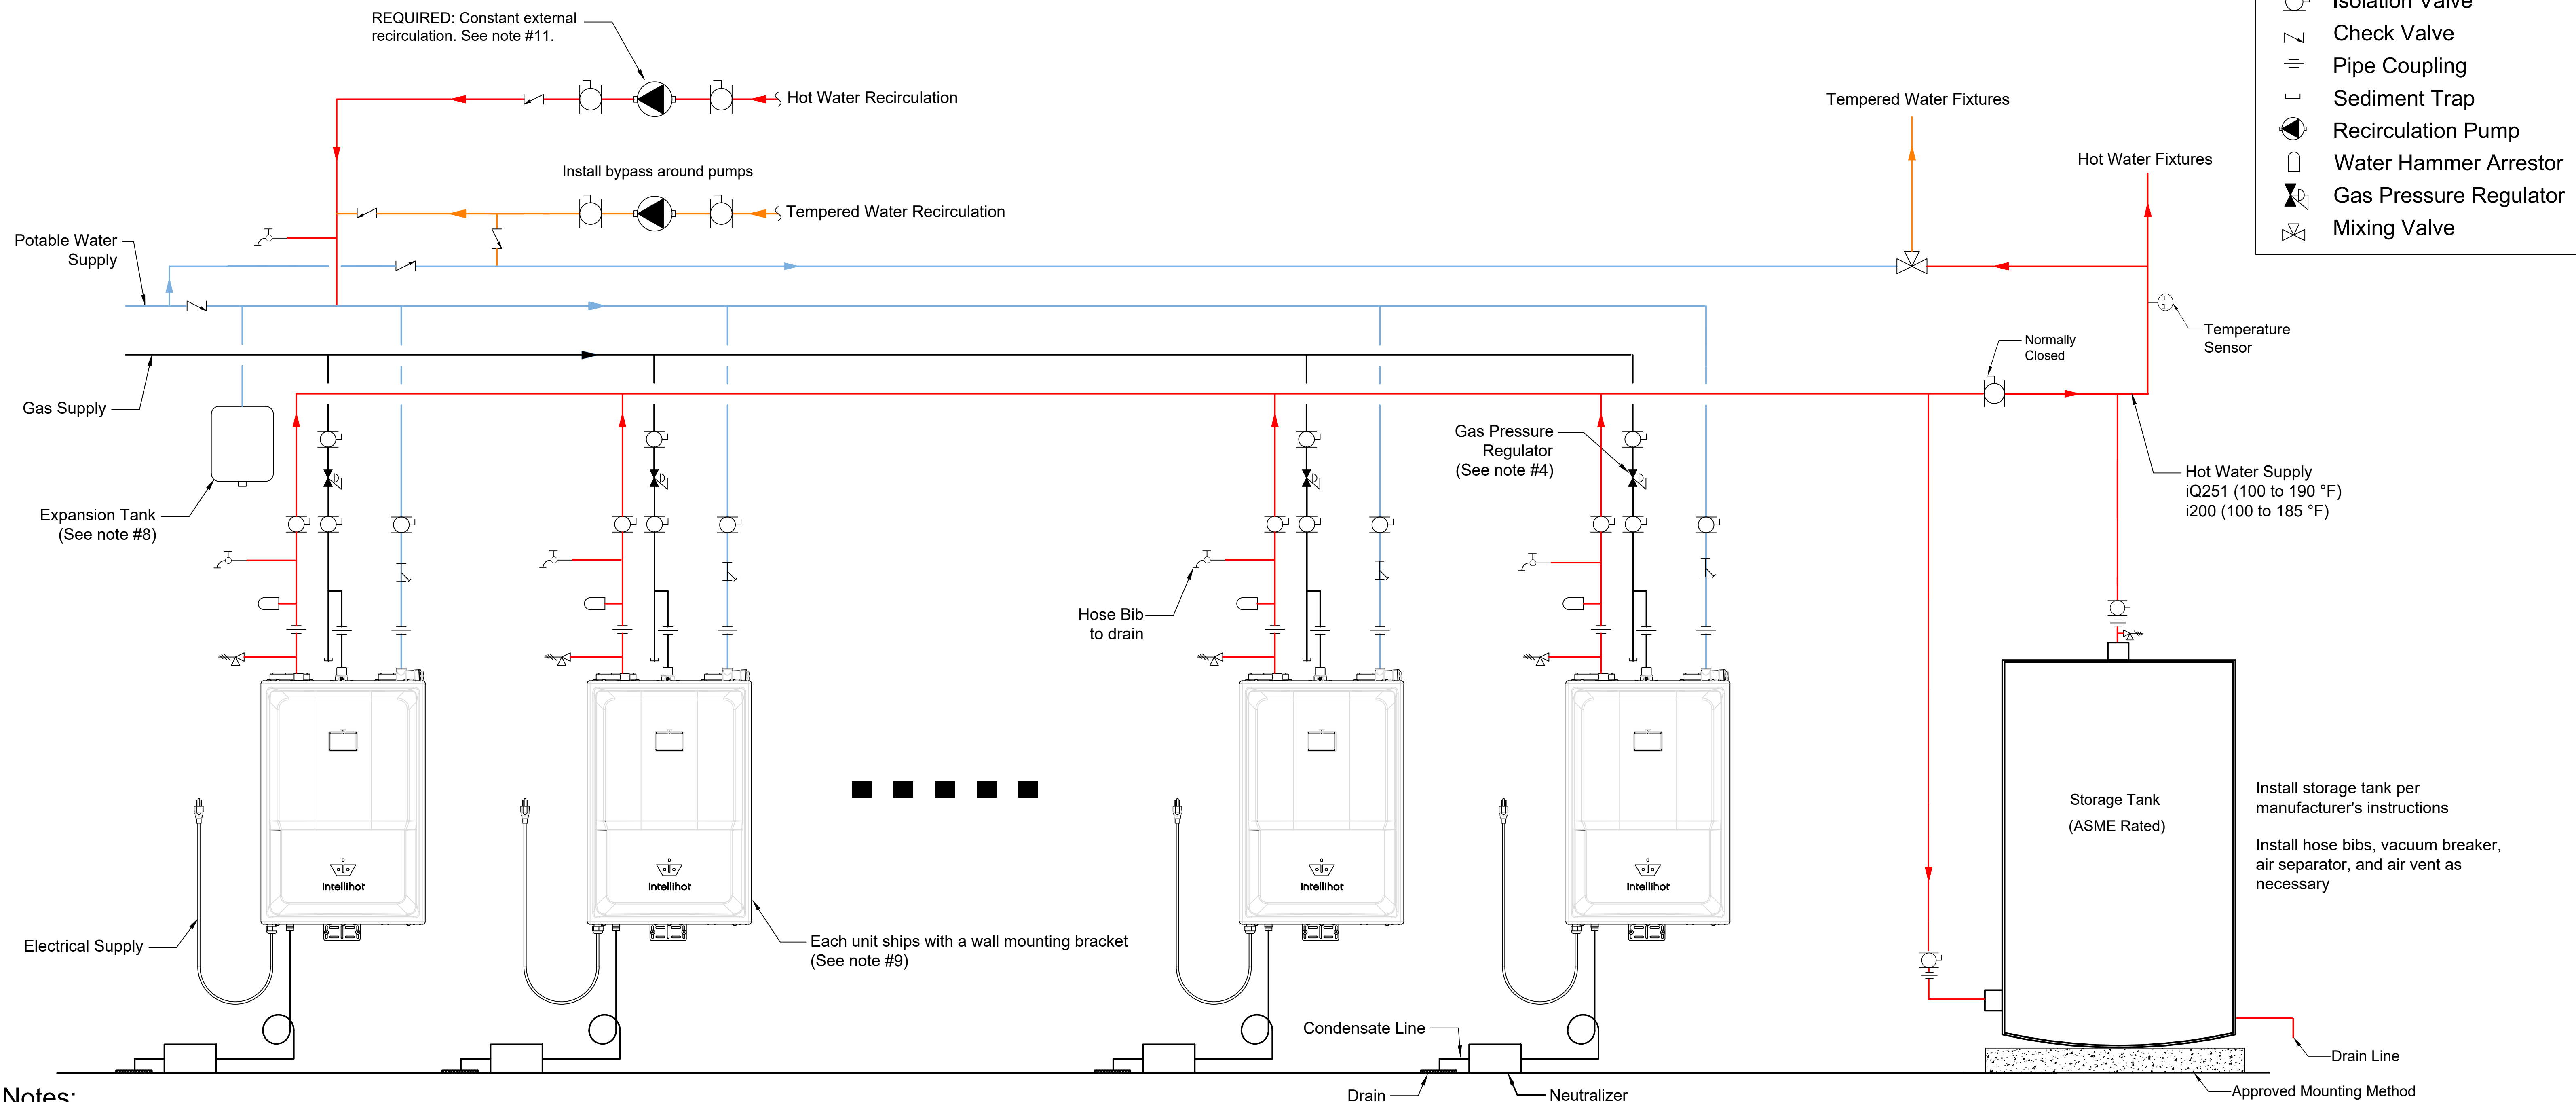 REQUIRED: Constant external
recirculation. See note #11.
Hot Water Recirculation
Install bypass around pumps
Tempered Water Recirculation
Potable Water
Supply
Gas Supply
Expansion Tank
(See note #8)
Tempered Water Fixtures
Hot Water Fixtures
Isolation Valve
Check Valve
Pipe Coupling
Sediment Trap
Recirculation Pump
Water Hammer Arrestor
Gas Pressure Regulator
Mixing Valve
Temperature
Sensor
Normally
Closed
Gas Pressure
Regulator
(See note #4)
Hot Water Supply
iQ251 (100 to 190 °F)
i200 (100 to 185 °F)
Hose Bib
to drain
Intellihot
Intellihot
Intellihot
Intellihot
Storage Tank
(ASME Rated)
Install storage tank per
manufacturer's instructions
Install hose bibs, vacuum breaker,
air separator, and air vent as
necessary
Electrical Supply
Each unit ships with a wall mounting bracket
(See note #9)
Condensate Line
Drain
Neutralizer
Drain Line
Approved Mounting Method
Notes: